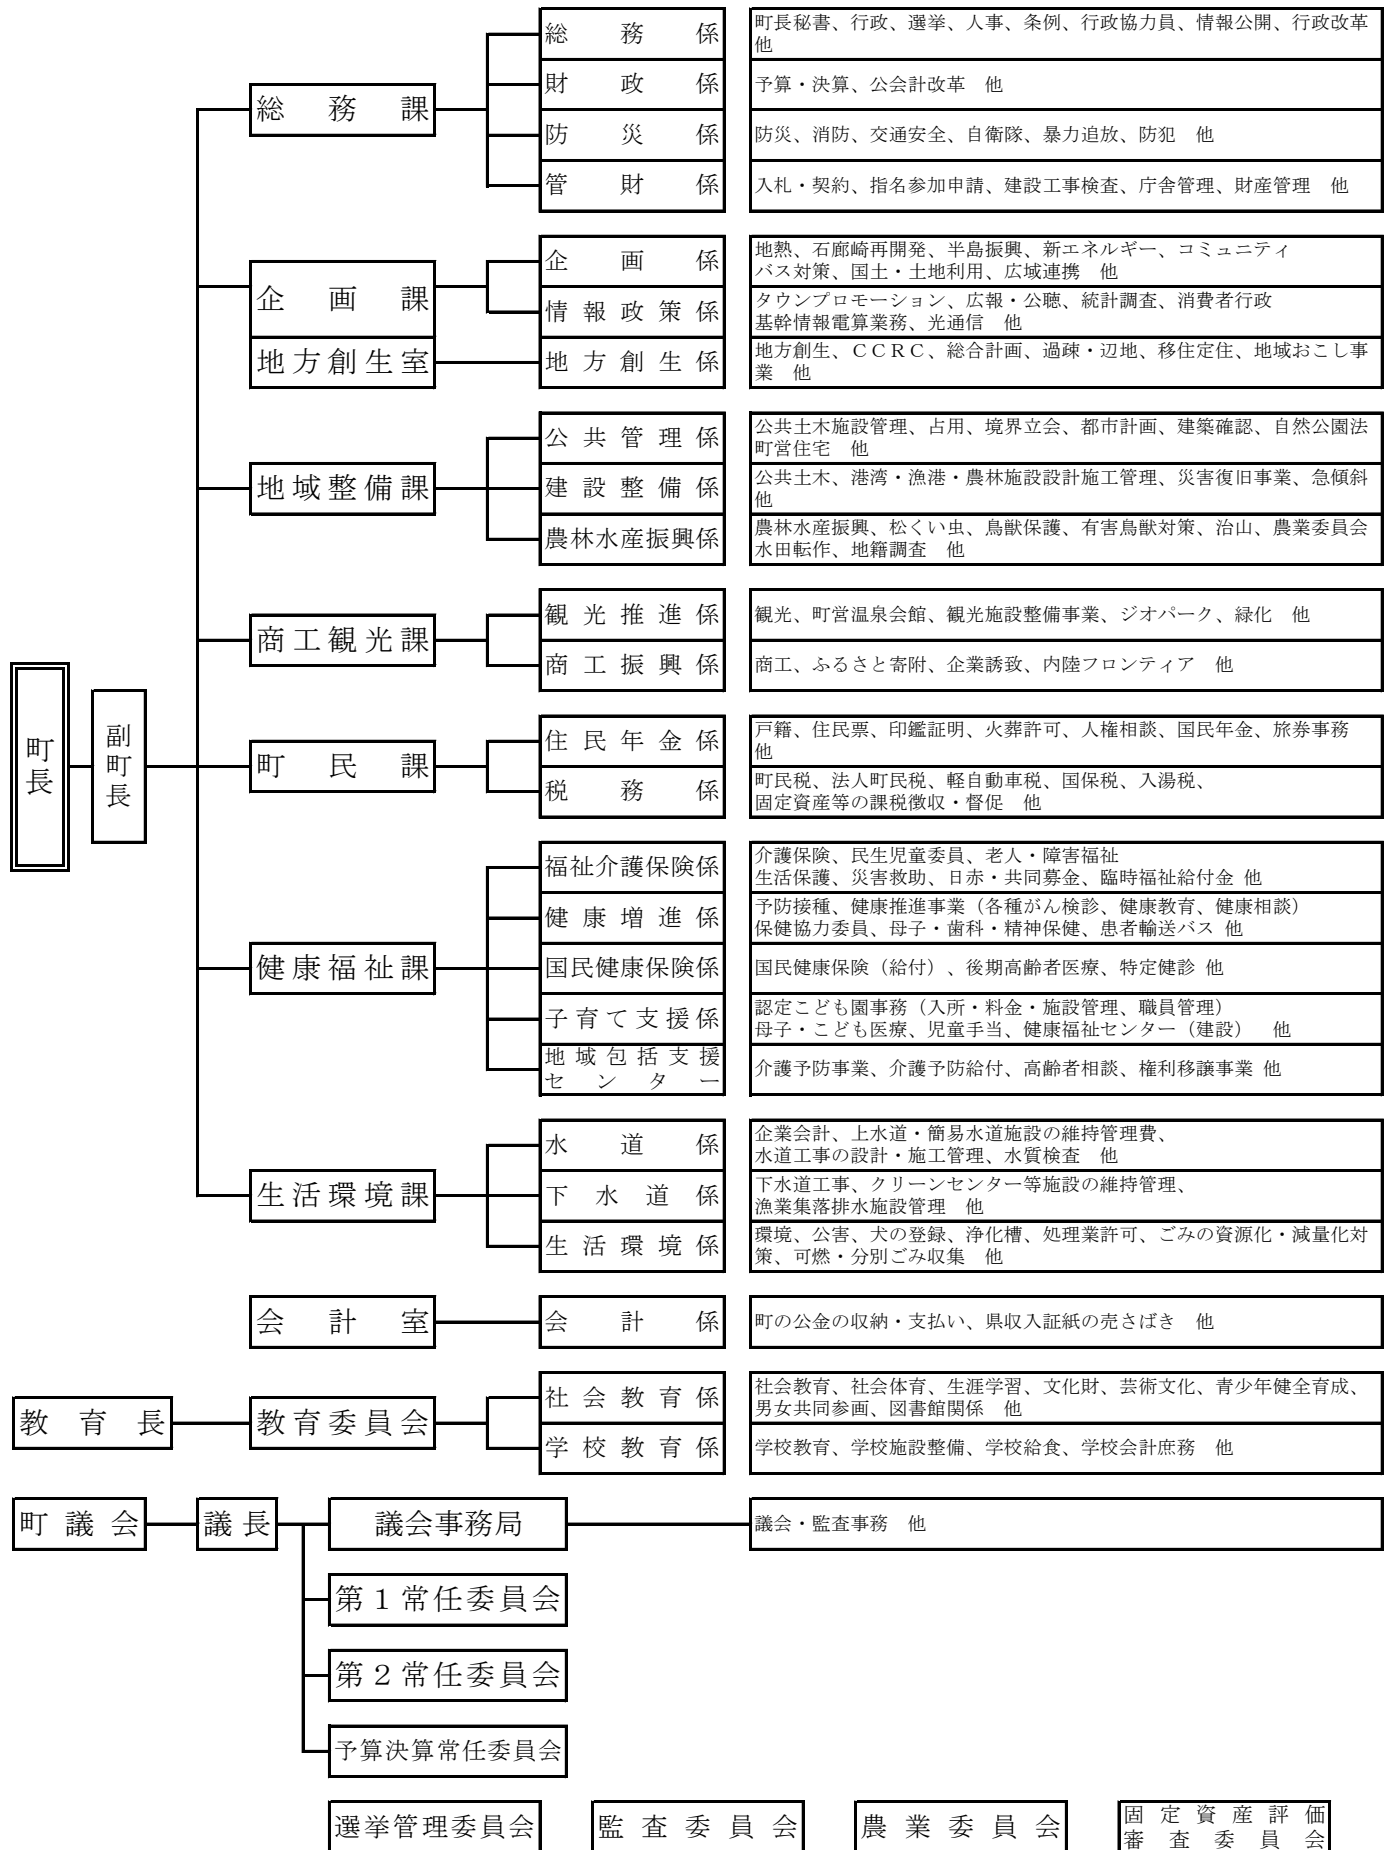 町長
副町長
総務課
総務係
町長秘書、行政、選挙、人事、条例、行政協力員、情報公開、行政改革
他
財政係
予算・決算、公会計改革 他
防災係
防災、消防、交通安全、自衛隊、暴力追放、防犯 他
管財係
入札・契約、指名参加申請、建設工事検査、庁舎管理、財産管理 他
企画課
企画係
地熱、石廊崎再開発、半島振興、新エネルギー、コミュニティ
バス対策、国土・土地利用、広域連携 他
情報政策係
タウンプロモーション、広報・公聴、統計調査、消費者行政
基幹情報電算業務、光通信 他
地方創生室
地方創生係
地方創生、ＣＣＲＣ、総合計画、過疎・辺地、移住定住、地域おこし事
業 他
地域整備課
公共管理係
公共土木施設管理、占用、境界立会、都市計画、建築確認、自然公園法
町営住宅 他
建設整備係
公共土木、港湾・漁港・農林施設設計施工管理、災害復旧事業、急傾斜
他
農林水産振興係
農林水産振興、松くい虫、鳥獣保護、有害鳥獣対策、治山、農業委員会
水田転作、地籍調査 他
商工観光課
観光推進係
観光、町営温泉会館、観光施設整備事業、ジオパーク、緑化 他
商工振興係
商工、ふるさと寄附、企業誘致、内陸フロンティア 他
町民課
住民年金係
戸籍、住民票、印鑑証明、火葬許可、人権相談、国民年金、旅券事務
他
税務係
町民税、法人町民税、軽自動車税、国保税、入湯税、
固定資産等の課税徴収・督促 他
健康福祉課
福祉介護保険係
介護保険、民生児童委員、老人・障害福祉
生活保護、災害救助、日赤・共同募金、臨時福祉給付金 他
健康増進係
予防接種、健康推進事業（各種がん検診、健康教育、健康相談）
保健協力委員、母子・歯科・精神保健、患者輸送バス 他
国民健康保険係
国民健康保険（給付）、後期高齢者医療、特定健診 他
子育て支援係
認定こども園事務（入所・料金・施設管理、職員管理）
母子・こども医療、児童手当、健康福祉センター（建設） 他
地域包括支援
センター
介護予防事業、介護予防給付、高齢者相談、権利移譲事業 他
生活環境課
水道係
企業会計、上水道・簡易水道施設の維持管理費、
水道工事の設計・施工管理、水質検査 他
下水道係
下水道工事、クリーンセンター等施設の維持管理、
漁業集落排水施設管理 他
生活環境係
環境、公害、犬の登録、浄化槽、処理業許可、ごみの資源化・減量化対
策、可燃・分別ごみ収集 他
会計室
会計係
町の公金の収納・支払い、県収入証紙の売さばき 他
教育長
教育委員会
社会教育係
社会教育、社会体育、生涯学習、文化財、芸術文化、青少年健全育成、
男女共同参画、図書館関係 他
学校教育係
学校教育、学校施設整備、学校給食、学校会計庶務 他
町議会
議長
議会事務局
議会・監査事務 他
第１常任委員会
第２常任委員会
予算決算常任委員会
選挙管理委員会
監査委員会
農業委員会
固定資産評価
審査委員会